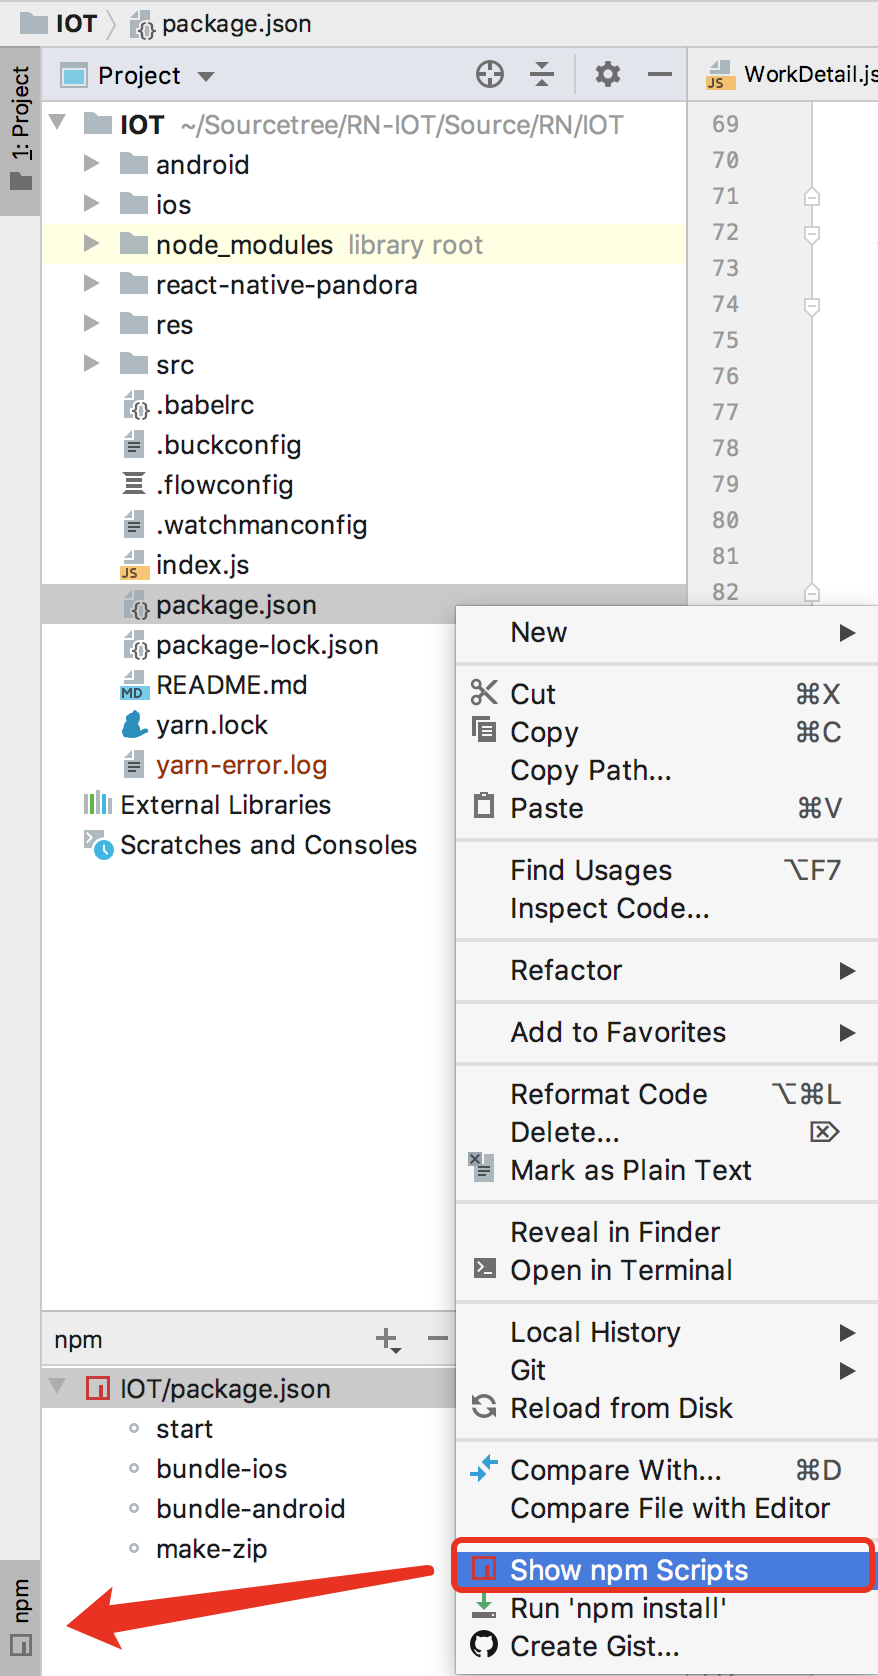 IOT package.json
1: Project
Project
WorkDetail.js
IOT ~/Sourcetree/RN-IOT/Source/RN/IOT
android
ios
node_modules library root
react-native-pandora
res
src
.babelrc
.buckconfig
.flowconfig
.watchmanconfig
JS index.js
package.json
package-lock.json
MD README.md
yarn.lock
yarn-error.log
External Libraries
Scratches and Consoles
JS
69
70
71
72
73
74
75
76
77
78
79
80
81
82
New
Cut ⌘X
Copy ⌘C
Copy Path...
Paste ⌘V
Find Usages ⌥F7
Inspect Code...
Refactor
Add to Favorites
Reformat Code ⌥⌘L
Delete... ⌦
Mark as Plain Text
Reveal in Finder
Open in Terminal
Local History
Git
Reload from Disk
Compare With... ⌘D
Compare File with Editor
Show npm Scripts
Run 'npm install'
Create Gist...
npm
IOT/package.json
start
bundle-ios
bundle-android
make-zip
npm